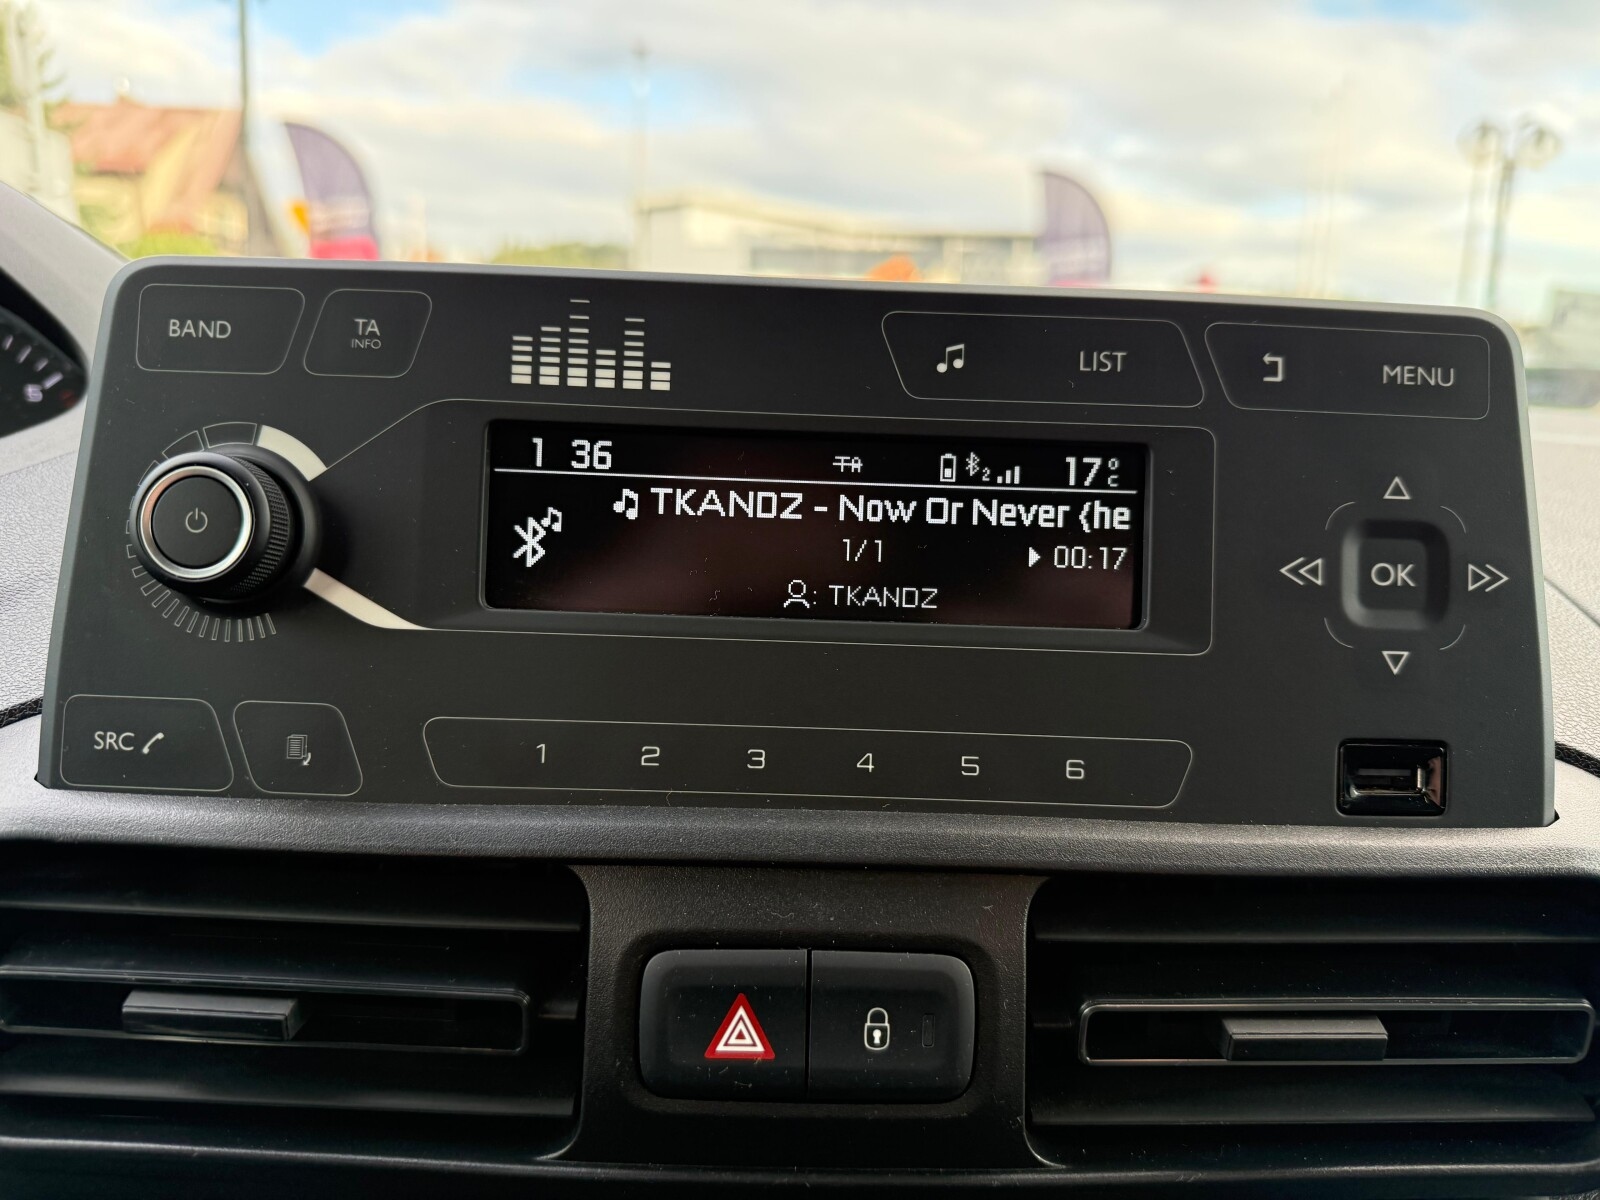 BAND
TA
INFO
LIST
MENU
1 36
TA
2
17°C
TKANDZ - Now Or Never (he
1/1
00:17
: TKANDZ
OK
SRC
1 2 3 4 5 6